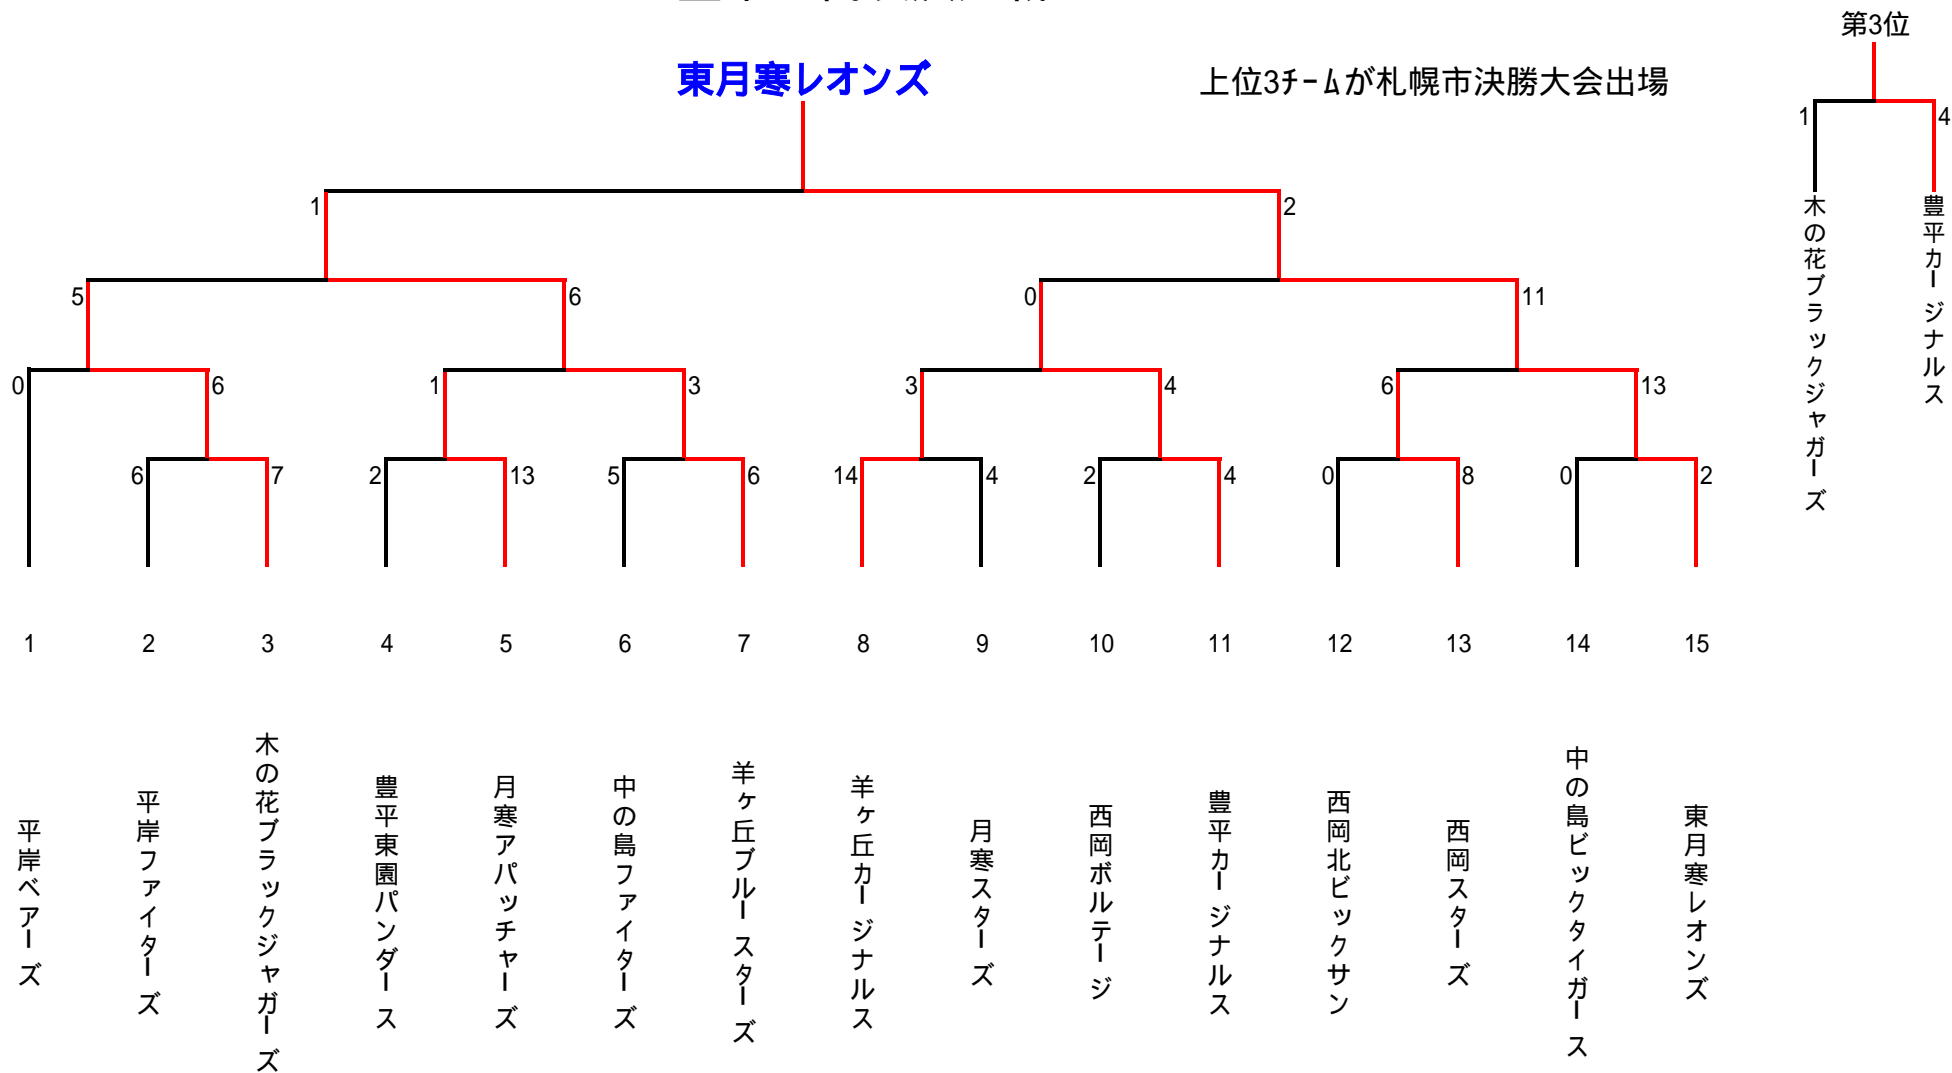 第3位
東月寒レオンズ
上位3ﾁｰﾑが札幌市決勝大会出場
1 4
1 2
木の花ブラックジャガーズ
豊平カージナルス
5 6 0 11
0 6 1 3 3 4 6 13
6 7 2 13 5 6 14 4 2 4 0 8 0 2
1 2 3 4 5 6 7 8 9 10 11 12 13 14 15
平岸ベアーズ
平岸ファイターズ
木の花ブラックジャガーズ
豊平東園パンダース
月寒アパッチャーズ
中の島ファイターズ
羊ヶ丘ブルースターズ
羊ヶ丘カージナルス
月寒スターズ
西岡ボルテージ
豊平カージナルス
西岡北ビックサン
西岡スターズ
中の島ビックタイガース
東月寒レオンズ